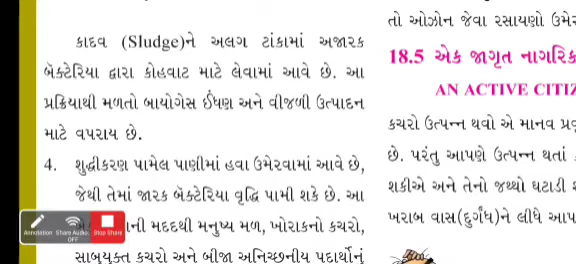 કાદવ (Sludge)ને અલગ ટાંકામાં અજારક
બૅક્ટેરિયા દ્વારા કોહવાટ માટે લેવામાં આવે છે. આ
પ્રક્રિયાથી મળતો બાયોગેસ ઈંધણ અને વીજળી ઉત્પાદન
માટે વપરાય છે.
4. શુદ્ધીકરણ પામેલ પાણીમાં હવા ઉમેરવામાં આવે છે,
જેથી તેમાં જારક બૅક્ટેરિયા વૃદ્ધિ પામી શકે છે. આ
મદદથી મનુષ્ય મળ, ખોરાકનો કચરો,
સાબુયુક્ત કચરો અને બીજા અનિચ્છનીય પદાર્થોનું
તો ઓઝોન જેવા રસાયણો
18.5 એક જાગૃત નાગરિક
AN ACTIVE
કચરો ઉત્પન્ન થવો એ માનવ
છે. પરંતુ આપણે ઉત્પન્ન થતાં
શકીએ અને તેનો જથ્થો ઘટાડી
ખરાબ વાસ(દુર્ગંધ)ને લીધે
Annotation
Share Audio: OFF
Stop Share